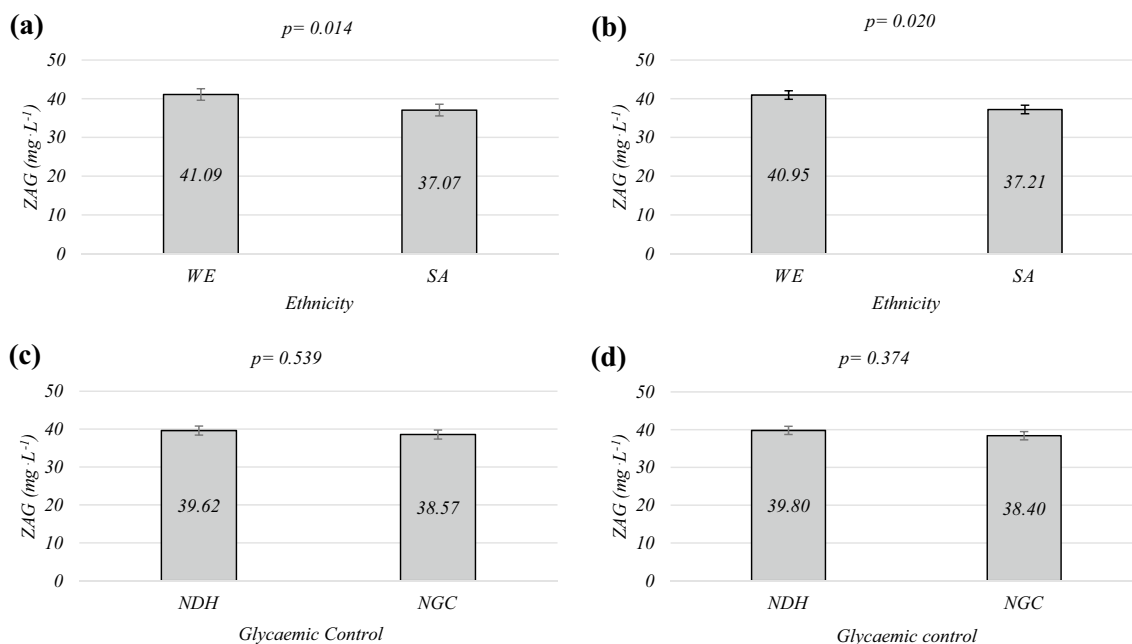 (a)
p= 0.014
ZAG (mg·L-1)
50
40
30
20
10
0
41.09
37.07
WE
SA
Ethnicity
(b)
p= 0.020
ZAG (mg·L-1)
50
40
30
20
10
0
40.95
37.21
WE
SA
Ethnicity
(c)
p= 0.539
ZAG (mg·L-1)
50
40
30
20
10
0
39.62
38.57
NDH
NGC
Glycaemic Control
(d)
p= 0.374
ZAG (mg·L-1)
50
40
30
20
10
0
39.80
38.40
NDH
NGC
Glycaemic control